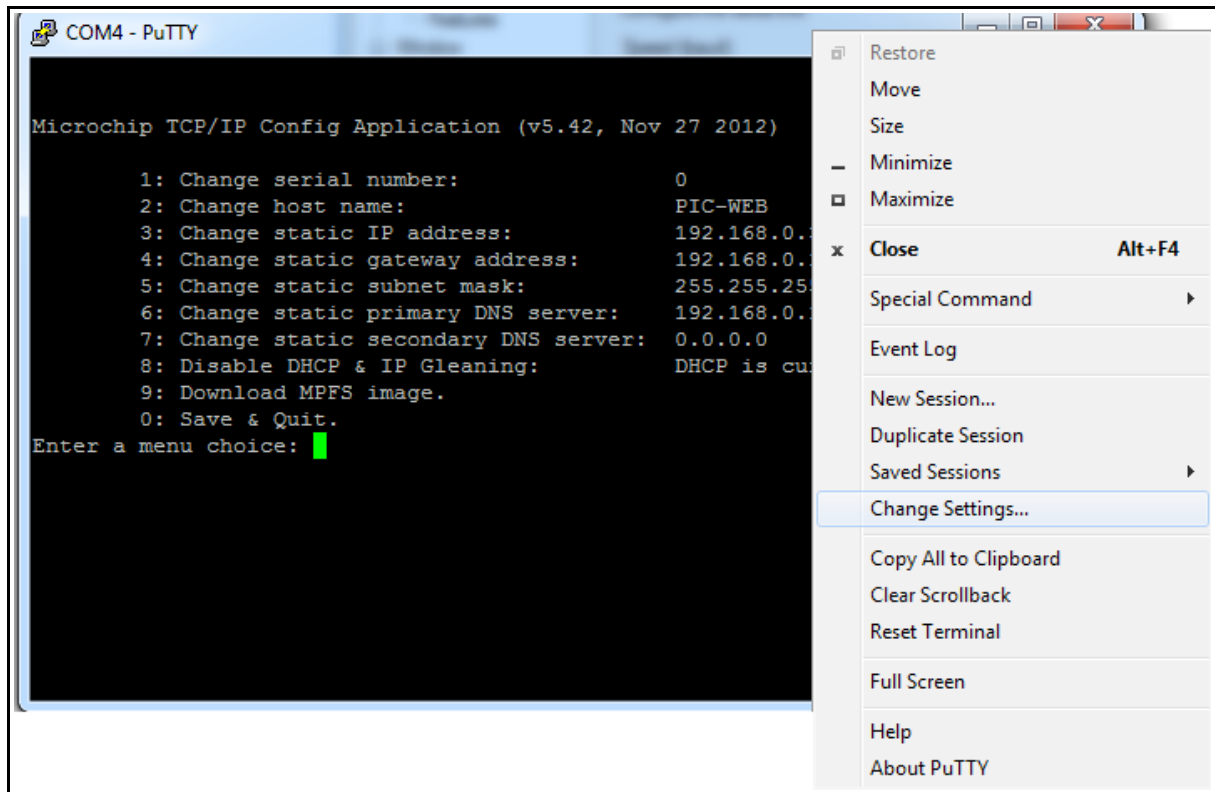 COM4 - PuTTY
Microchip TCP/IP Config Application (v5.42, Nov 27 2012)
1: Change serial number: 0
2: Change host name: PIC-WEB
3: Change static IP address: 192.168.0.
4: Change static gateway address: 192.168.0.
5: Change static subnet mask: 255.255.25
6: Change static primary DNS server: 192.168.0.
7: Change static secondary DNS server: 0.0.0.0
8: Disable DHCP & IP Gleaning: DHCP is cu
9: Download MPFS image.
0: Save & Quit.
Enter a menu choice:
Restore
Move
Size
Minimize
Maximize
Close Alt+F4
Special Command
Event Log
New Session...
Duplicate Session
Saved Sessions
Change Settings...
Copy All to Clipboard
Clear Scrollback
Reset Terminal
Full Screen
Help
About PuTTY